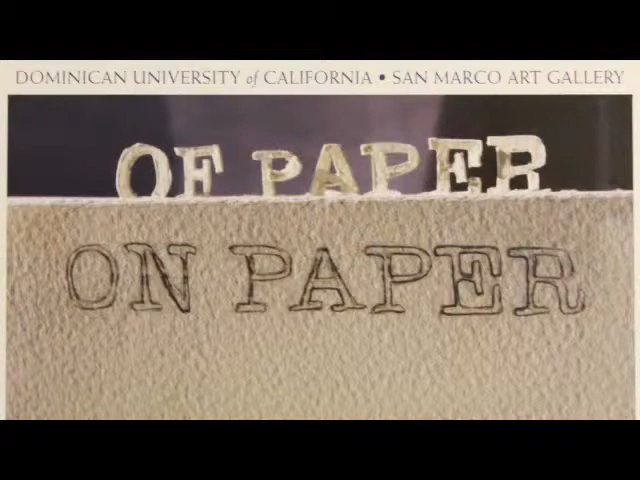 DOMINICAN UNIVERSITY of CALIFORNIA • SAN MARCO ART GALLERY
OF PAPER
ON PAPER